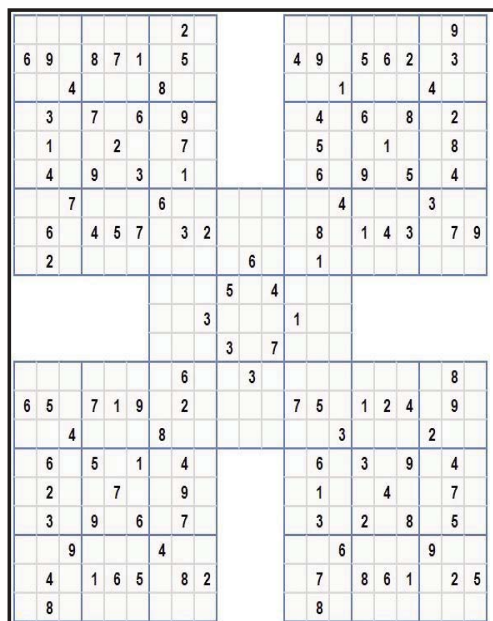 2 9
6 9 8 7 1 5 4 9 5 6 2 3
4 8 1 4
3 7 6 9 4 6 8 2
1 2 7 5 1 8
4 9 3 1 6 9 5 4
7 6 4 3
6 4 5 7 3 2 8 1 4 3 7 9
2 6 1
5 4
3 1
3 7
6 3 8
6 5 7 1 9 2 7 5 1 2 4 9
4 8 3 2
6 5 1 4 6 3 9 4
2 7 9 1 4 7
3 9 6 7 3 2 8 5
9 4 6 9
4 1 6 5 8 2 7 8 6 1 2 5
8 8